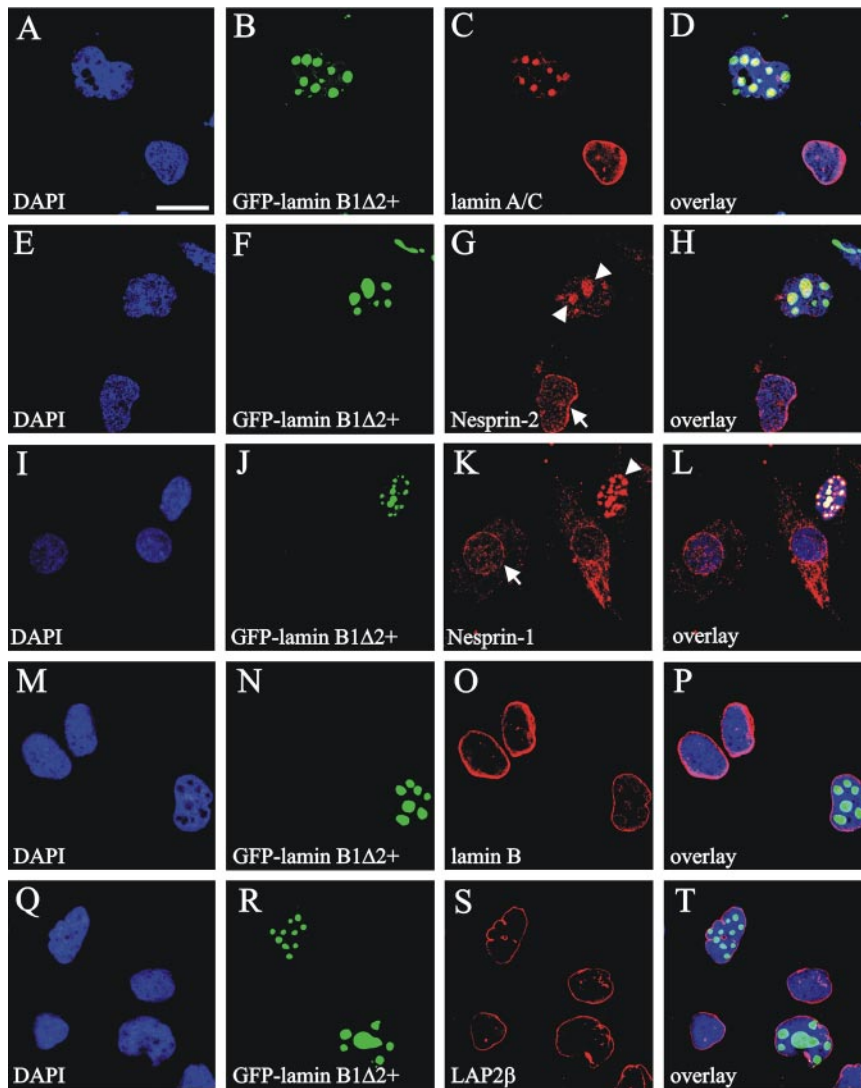 A B C D
DAPI GFP-lamin B1Δ2+ lamin A/C overlay
E F G H
DAPI GFP-lamin B1Δ2+ Nesprin-2 overlay
I J K L
DAPI GFP-lamin B1Δ2+ Nesprin-1 overlay
M N O P
DAPI GFP-lamin B1Δ2+ lamin B overlay
Q R S T
DAPI GFP-lamin B1Δ2+ LAP2β overlay